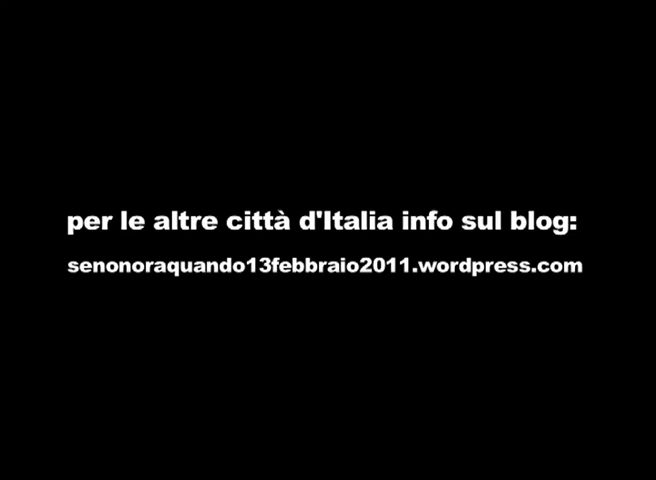 per le altre città d'Italia info sul blog:
senonoraquando13febbraio2011.wordpress.com